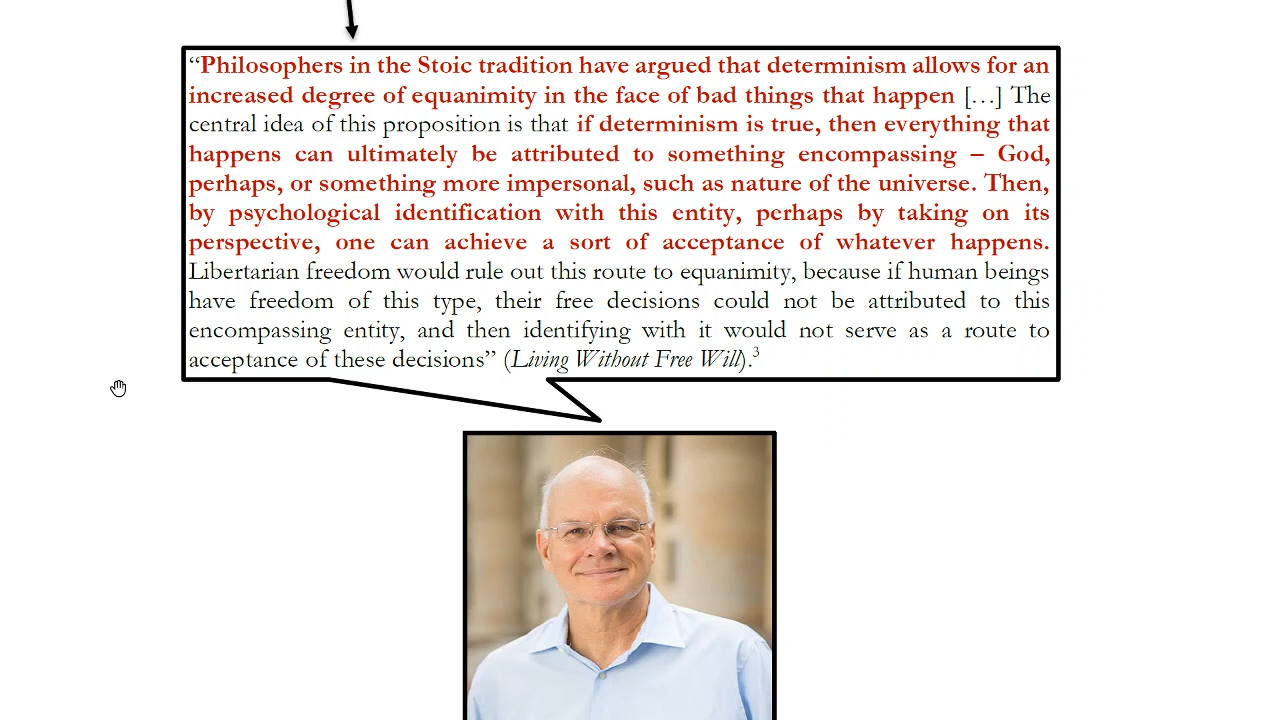 “Philosophers in the Stoic tradition have argued that determinism allows for an
increased degree of equanimity in the face of bad things that happen […] The
central idea of this proposition is that if determinism is true, then everything that
happens can ultimately be attributed to something encompassing – God,
perhaps, or something more impersonal, such as nature of the universe. Then,
by psychological identification with this entity, perhaps by taking on its
perspective, one can achieve a sort of acceptance of whatever happens.
Libertarian freedom would rule out this route to equanimity, because if human beings
have freedom of this type, their free decisions could not be attributed to this
encompassing entity, and then identifying with it would not serve as a route to
acceptance of these decisions” (Living Without Free Will).³